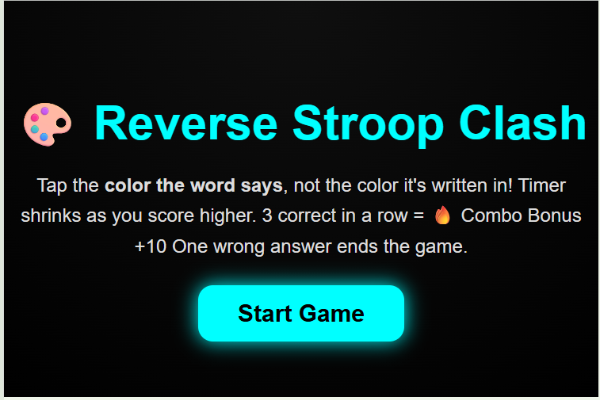 🎨 Reverse Stroop Clash
Tap the color the word says, not the color it's written in! Timer
shrinks as you score higher. 3 correct in a row = 🔥 Combo Bonus
+10 One wrong answer ends the game.
Start Game